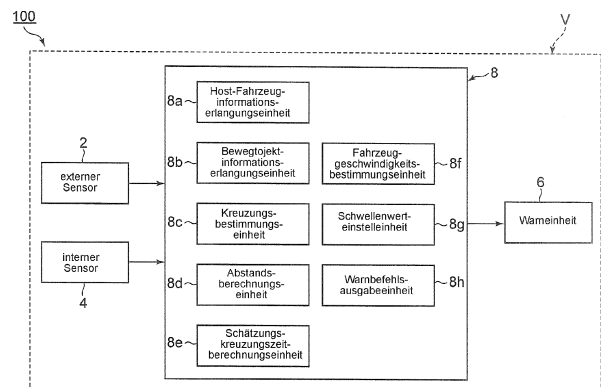 100
V
8
8a
Host-Fahrzeug-
informations-
erlangungseinheit
2
externer
Sensor
8b
Bewegtojekt-
informations-
erlangungseinheit
Fahrzeug-
geschwindigkeits-
bestimmungseinheit
8f
6
Warneinheit
8c
Kreuzungs-
bestimmungs-
einheit
Schwellenwert-
einstelleinheit
8g
interner
Sensor
4
8d
Abstands-
berechnungs-
einheit
Warnbefehls-
ausgabeeinheit
8h
8e
Schätzungs-
kreuzungszeit-
berechnungseinheit